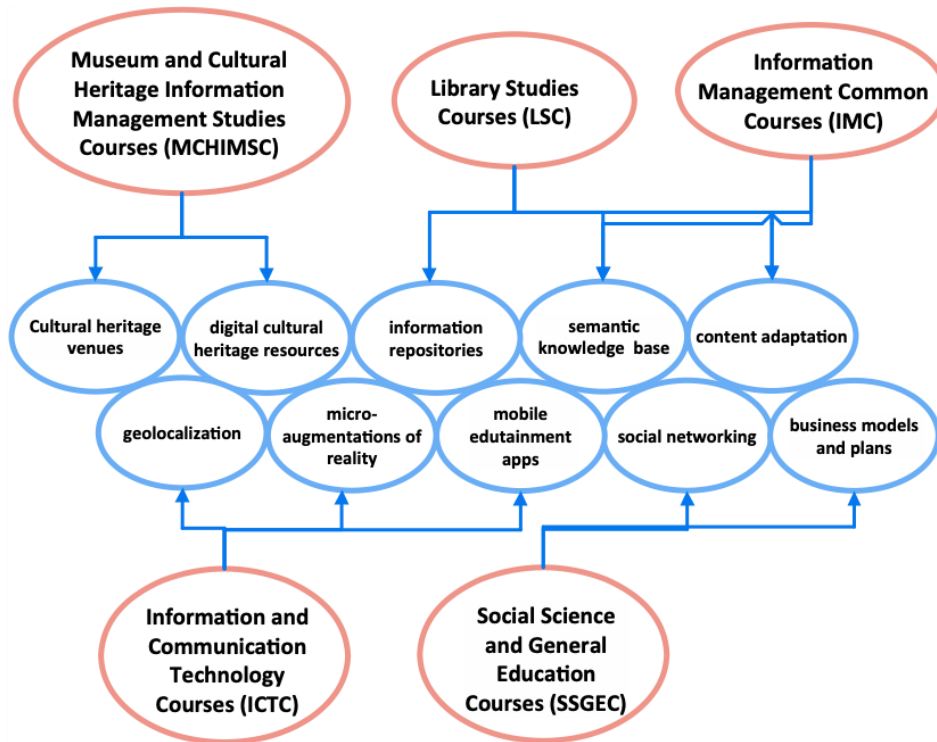 Museum and Cultural
Heritage Information
Management Studies
Courses (MCHIMSC)
Library Studies
Courses (LSC)
Information
Management Common
Courses (IMC)
Cultural heritage
venues
digital cultural
heritage resources
information
repositories
semantic
knowledge base
content adaptation
geolocalization
micro-
augmentations of
reality
mobile
edutainment
apps
social networking
business models
and plans
Information and
Communication
Technology
Courses (ICTC)
Social Science
and General
Education
Courses (SSGEC)